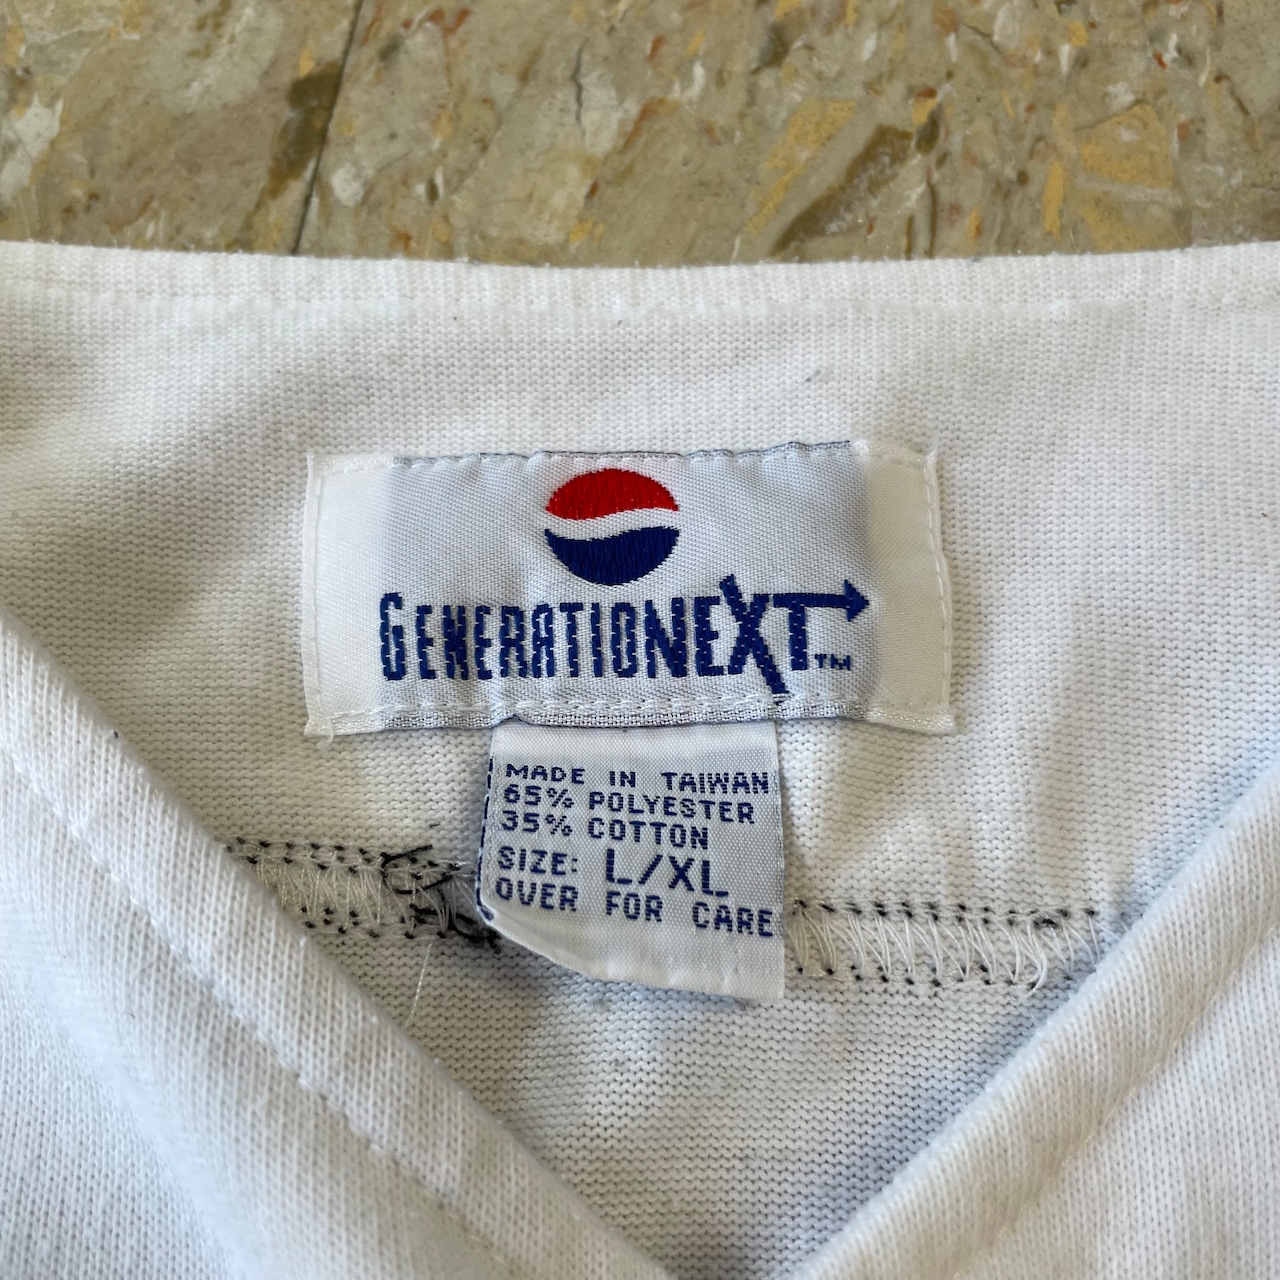 GENERATIONEXT™
MADE IN TAIWAN
65% POLYESTER
35% COTTON
SIZE: L/XL
OVER FOR CARE